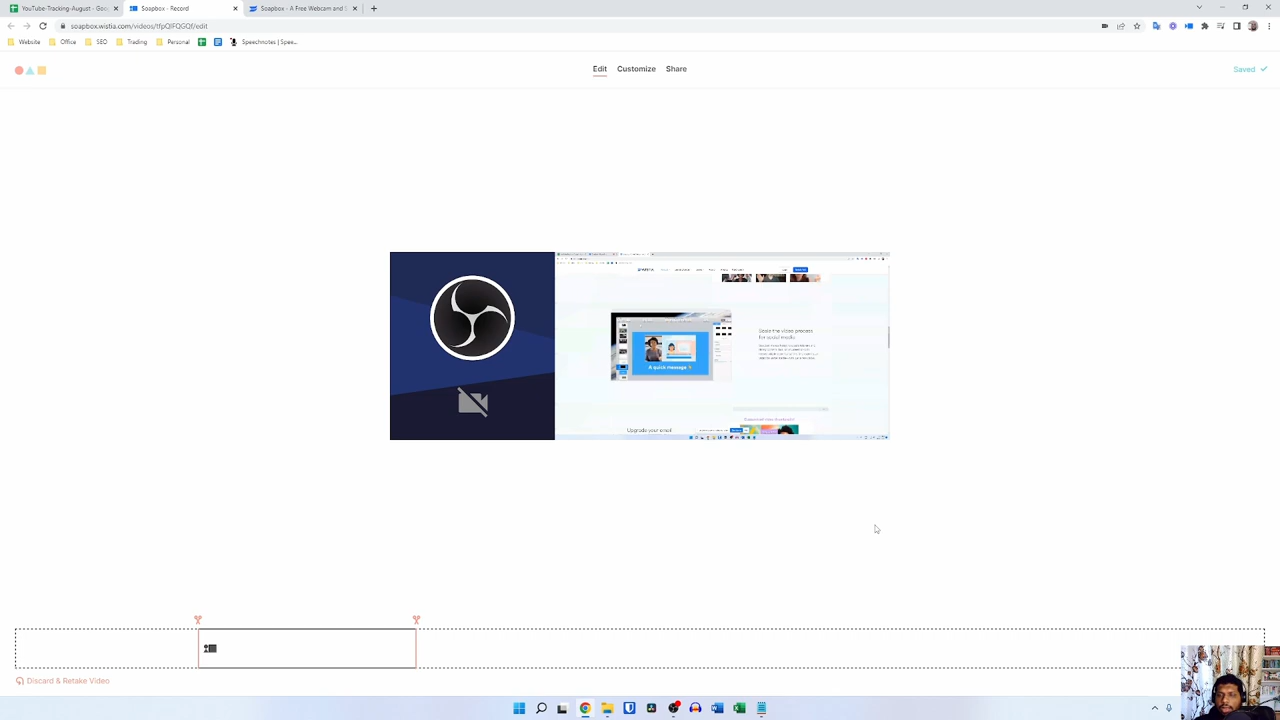 YouTube-Tracking-August - Goo
Soapbox - Record
Soapbox - A Free Webcam and S
soapbox.wistia.com/videos/tfpQlFQGQf/edit
Website
Office
SEO
Trading
Personal
Speechnotes | Spee...
Edit
Customize
Share
Saved
Scale the video process
for social media
A quick message
Upgrade your email
Discard & Retake Video